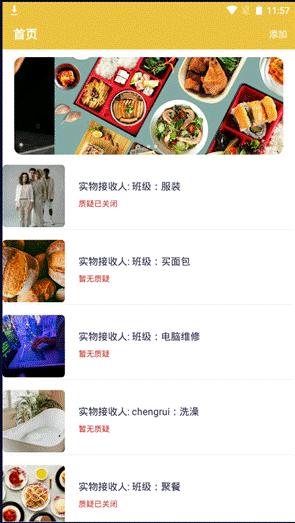 11:57
首页
添加
实物接收人: 班级：服装
质疑已关闭
实物接收人: 班级：买面包
暂无质疑
实物接收人: 班级：电脑维修
暂无质疑
实物接收人: chengrui：洗澡
暂无质疑
实物接收人: 班级：聚餐
质疑已关闭